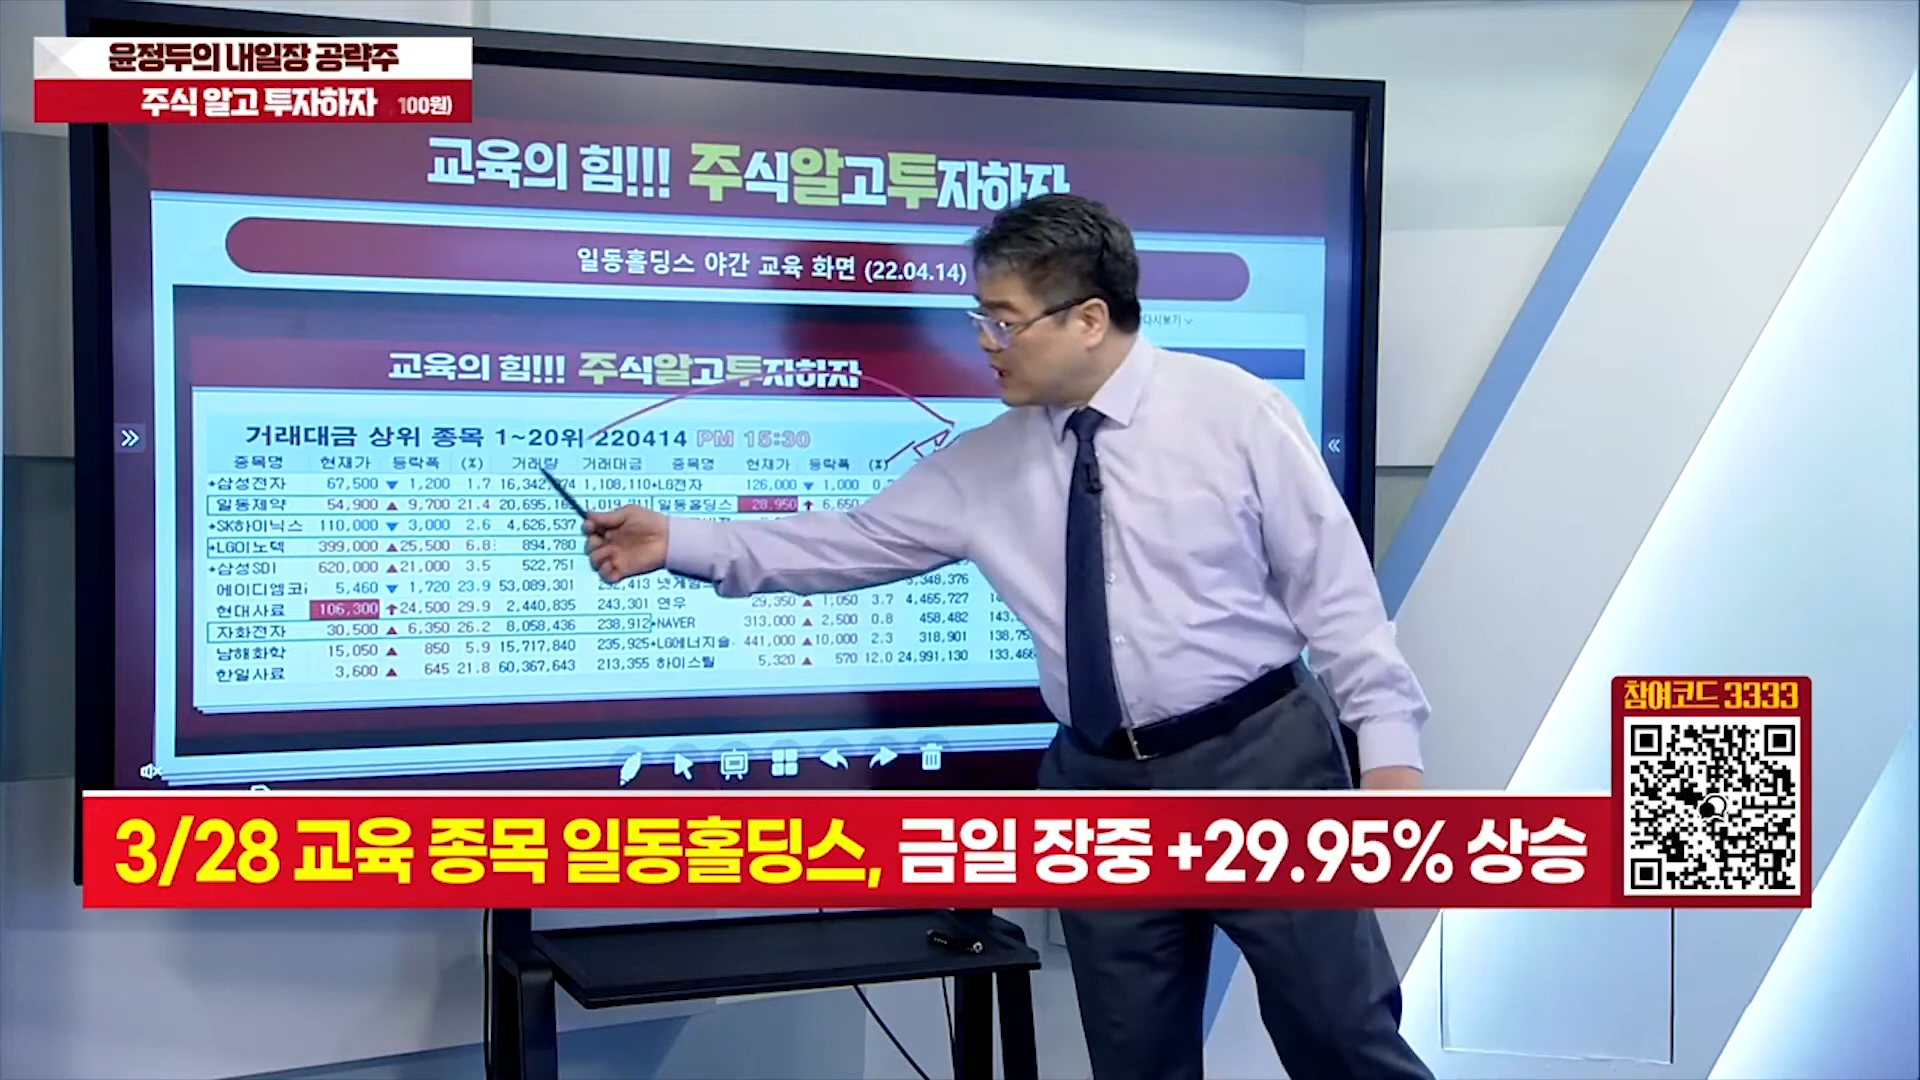 윤정두의 내일장 공략주
주식 알고 투자하자 100원)
교육의 힘!!! 주식알고투자하자
일동홀딩스 야간 교육 화면 (22.04.14)
다시보기
교육의 힘!!! 주식알고투자하자
거래대금 상위 종목 1~20위 220414 PM 15:30
종목명 현재가 등락폭 (%) 거래량 거래대금 종목명 현재가 등락폭 (%)
삼성전자 67,500 ▼ 1,200 1.7 1,108,110 LG전자 126,000 ▼ 1,000
일동제약 54,900 ▲ 9,700 21.4 일동홀딩스 28,950 ↑ 6,650
SK하이닉스 110,000 ▼ 3,000 2.6 4,626,537
LG이노텍 399,000 ▲ 25,500 6.8 894,780
삼성SDI 620,000 ▲ 21,000 3.5 522,751
에이디엠코 5,460 ▼ 1,720 23.9 53,089,301 5,348,376
현대사료 106,300 ↑ 24,500 29.9 2,440,835 243,301 연우 29,350 ▲ 1,050 3.7 4,465,727
자화전자 30,500 ▲ 6,350 26.2 8,058,436 238,912 NAVER 313,000 ▲ 2,500 0.8 458,482
남해화학 15,050 ▲ 850 5.9 15,717,840 235,925 LG에너지솔 441,000 ▲ 10,000 2.3 318,901
한일사료 3,600 ▲ 645 21.8 60,367,643 213,355 하이스틸 5,320 ▲ 570 12.0 24,991,130
참여코드 3333
3/28 교육 종목 일동홀딩스, 금일 장중 +29.95% 상승